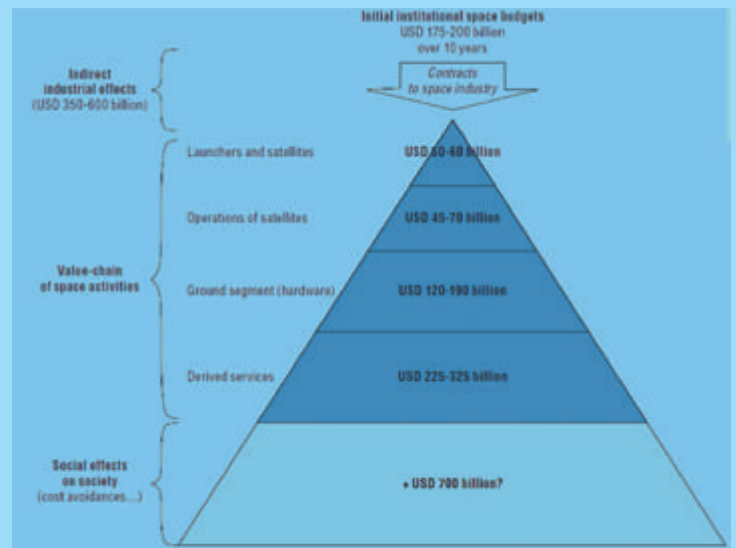 Initial institutional space budgets
USD 175-200 billion
over 10 years
Contracts
to space industry
Indirect
industrial effects
(USD 350-600 billion)
Launchers and satellites
USD 50-60 billion
Operations of satellites
USD 45-70 billion
Value-chain
of space activities
Ground segment (hardware)
USD 120-190 billion
Derived services
USD 225-325 billion
Social effects
on society
(cost avoidances...)
+ USD 700 billion?